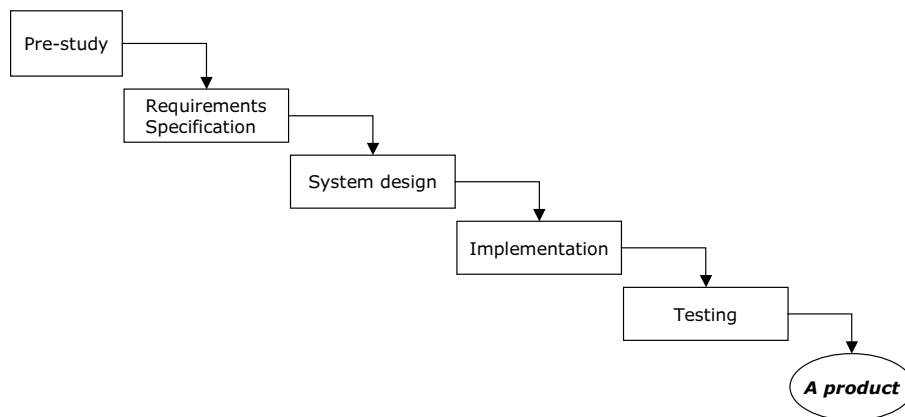 Pre-study
Requirements
Specification
System design
Implementation
Testing
A product